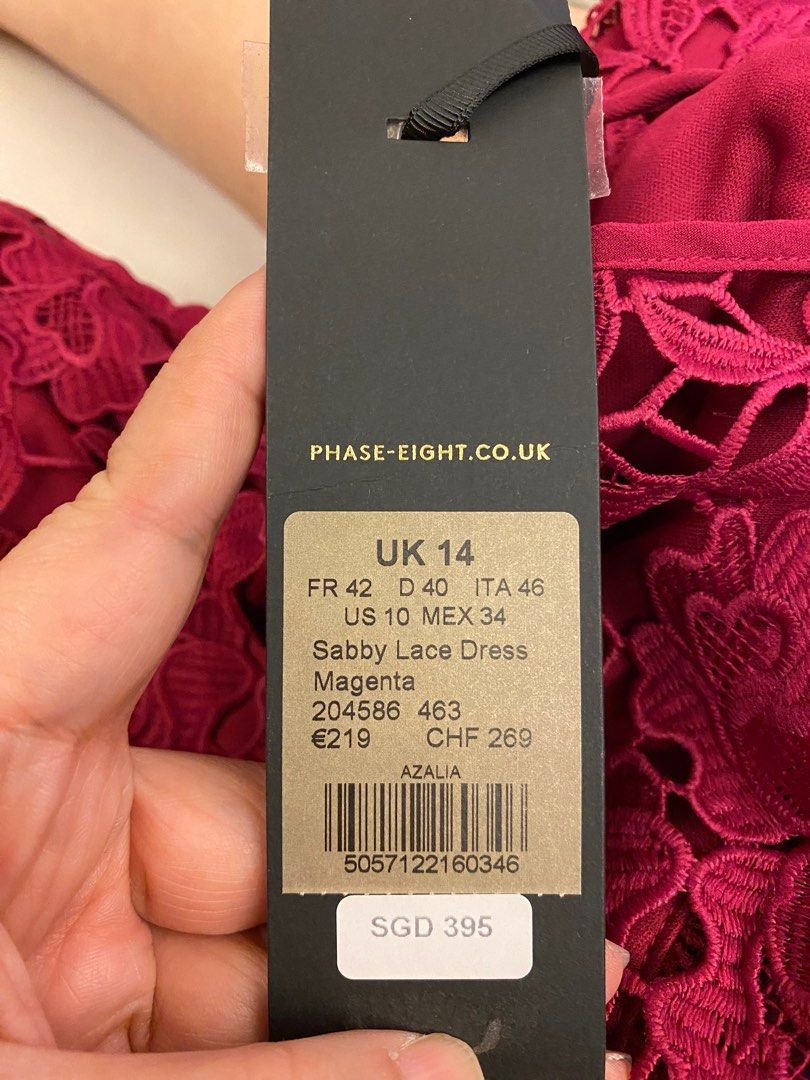 PHASE-EIGHT.CO.UK
UK 14
FR 42 D 40 ITA 46
US 10 MEX 34
Sabby Lace Dress
Magenta
204586 463
€219 CHF 269
AZALIA
5057122160346
SGD 395